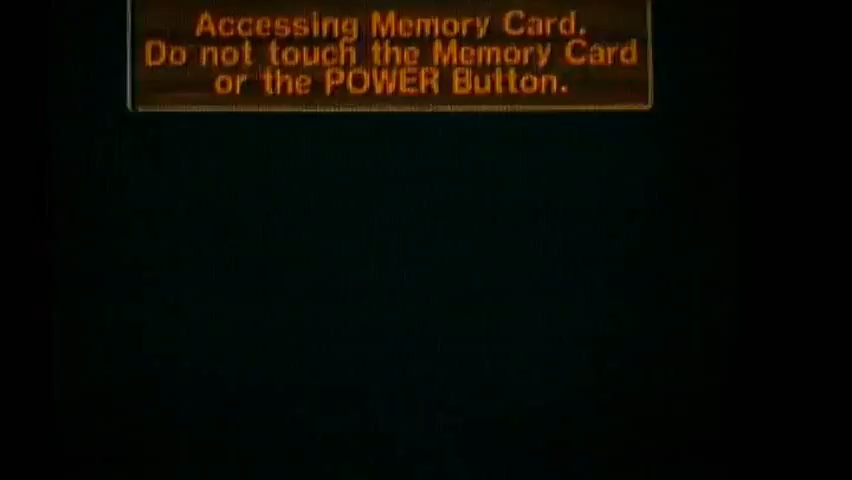 Accessing Memory Card.
Do not touch the Memory Card
or the POWER Button.